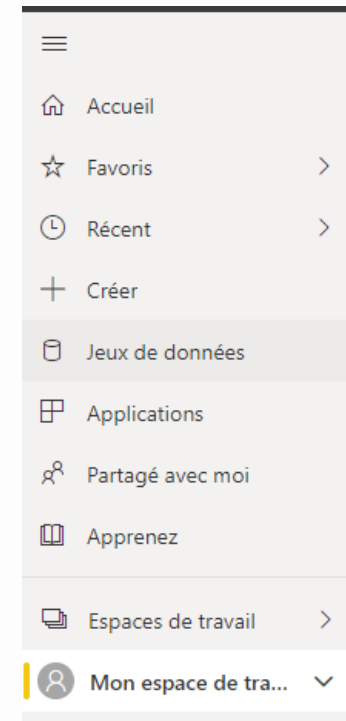 Accueil
Favoris
Récent
Créer
Jeux de données
Applications
Partagé avec moi
Apprenez
Espaces de travail
Mon espace de tra...